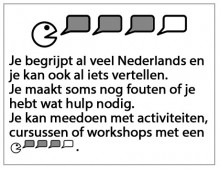 Je begrijpt al veel Nederlands en
je kan ook al iets vertellen.
Je maakt soms nog fouten of je
hebt wat hulp nodig.
Je kan meedoen met activiteiten,
cursussen of workshops met een
.